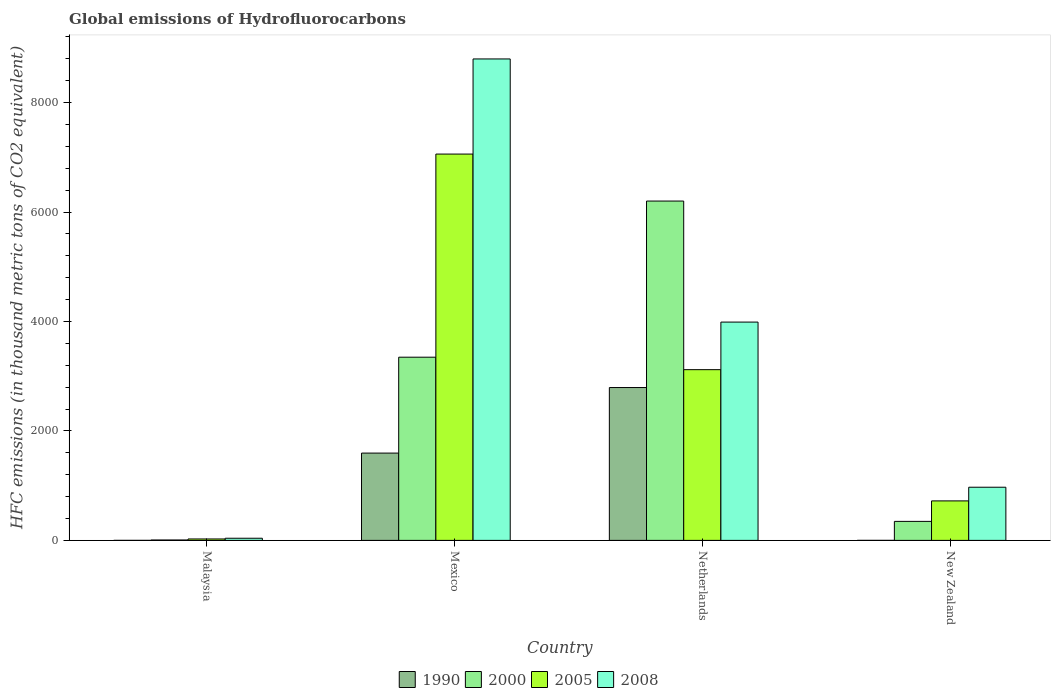 Global emissions of Hydrofluorocarbons
HFC emissions (in thousand metric tons of CO2 equivalent)
8000
6000
4000
2000
0
Malaysia
Mexico
Netherlands
New Zealand
Country
1990
2000
2005
2008